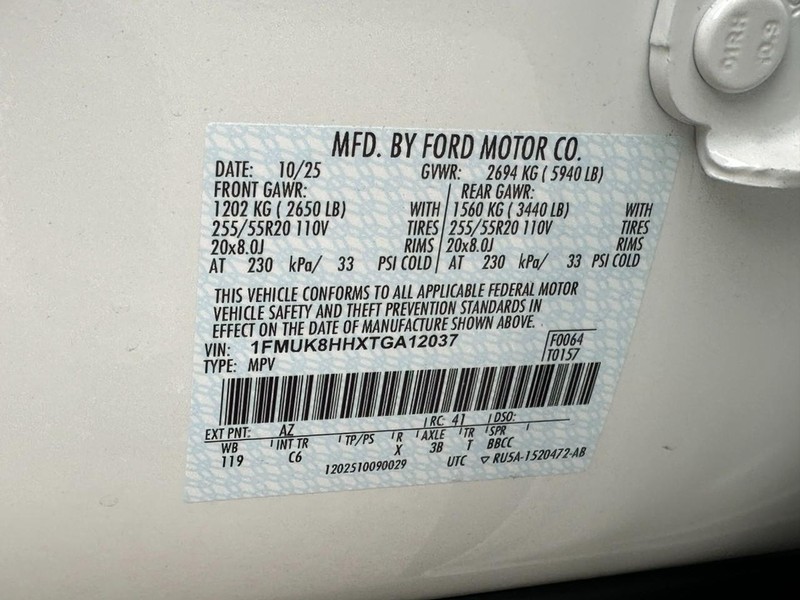 MFD. BY FORD MOTOR CO.
DATE: 10/25 GVWR: 2694 KG ( 5940 LB)
FRONT GAWR: REAR GAWR:
1202 KG ( 2650 LB) WITH 1560 KG ( 3440 LB) WITH
255/55R20 110V TIRES 255/55R20 110V TIRES
20x8.0J RIMS 20x8.0J RIMS
AT 230 kPa/ 33 PSI COLD AT 230 kPa/ 33 PSI COLD
THIS VEHICLE CONFORMS TO ALL APPLICABLE FEDERAL MOTOR
VEHICLE SAFETY AND THEFT PREVENTION STANDARDS IN
EFFECT ON THE DATE OF MANUFACTURE SHOWN ABOVE.
VIN: 1FMUK8HHXTGA12037 F0064
TYPE: MPV T0157
EXT PNT: AZ RC: 41 DSO:
WB INT TR TP/PS R AXLE TR SPR
119 C6 X 3B T BBCC
1202510090029 UTC ▽ RU5A-1520472-AB
10.9